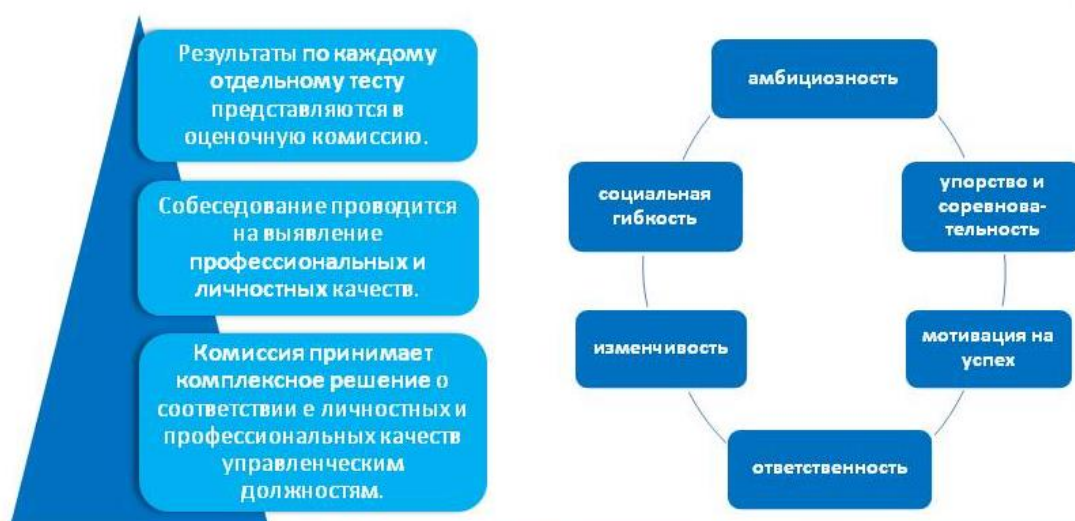 Результаты по каждому
отдельному тесту
представляются в
оценочную комиссию.
Собеседование проводится
на выявление
профессиональных и
личностных качеств.
Комиссия принимает
комплексное решение о
соответствии е личностных и
профессиональных качеств
управленческим
должностям.
амбициозность
упорство и
соревнова-
тельность
мотивация на
успех
ответственность
изменчивость
социальная
гибкость